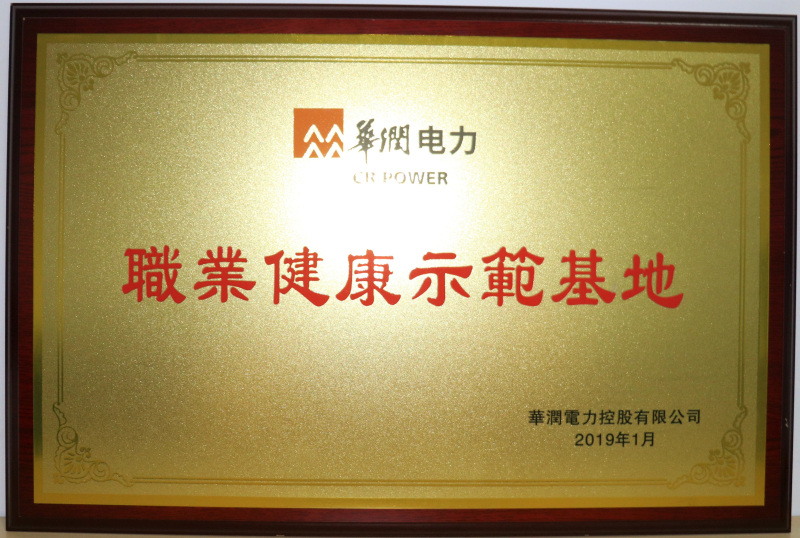 華潤电力
CR POWER
職業健康示範基地
華潤電力控股有限公司
2019年1月